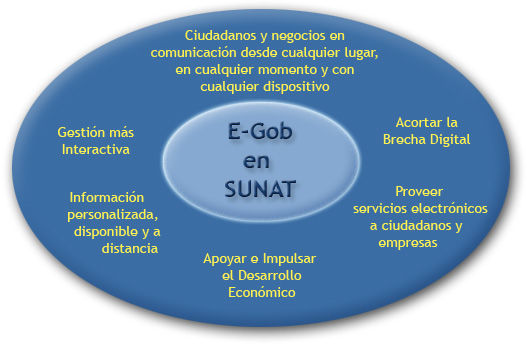 Ciudadanos y negocios en
comunicación desde cualquier lugar,
en cualquier momento y con
cualquier dispositivo
Gestión más
Interactiva
E-Gob
en
SUNAT
Acortar la
Brecha Digital
Información
personalizada,
disponible y a
distancia
Proveer
servicios electrónicos
a ciudadanos y
empresas
Apoyar e Impulsar
el Desarrollo
Económico